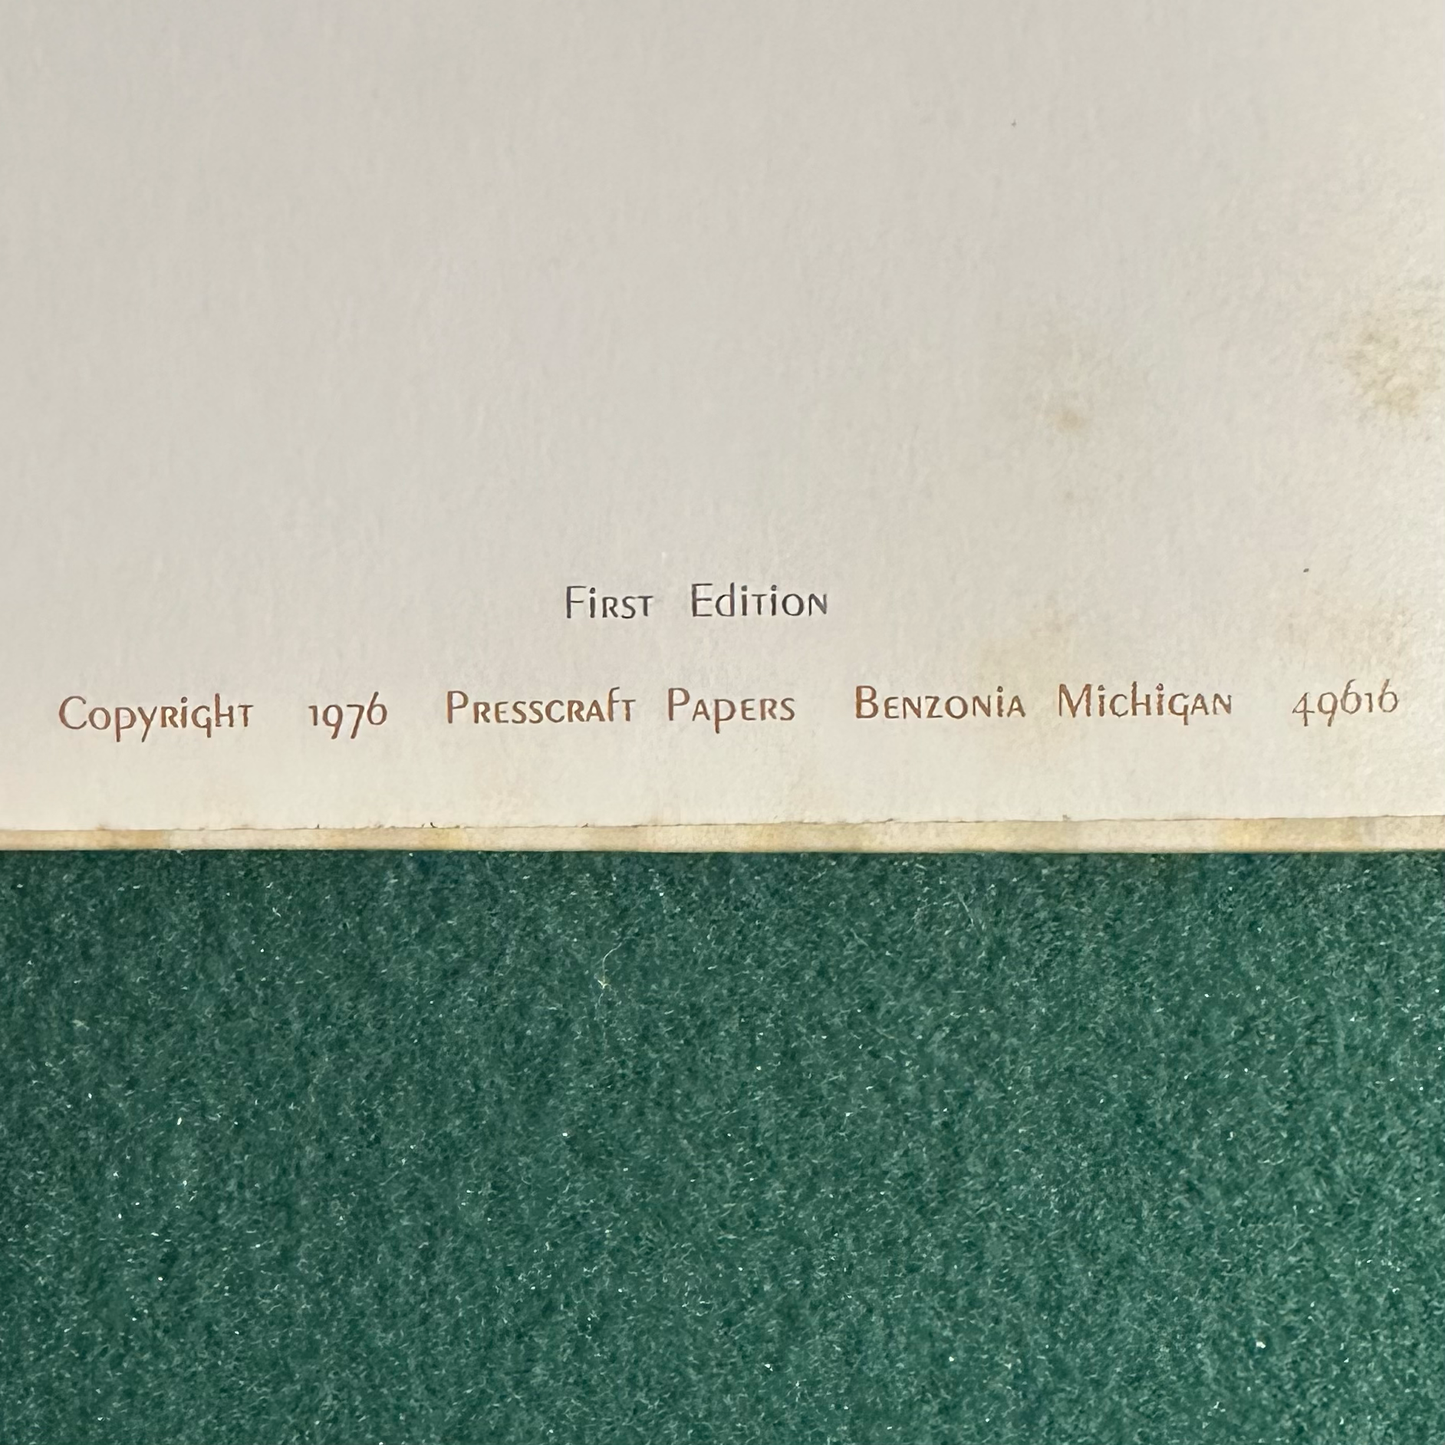 First Edition
Copyright 1976 Presscraft Papers Benzonia Michigan 49616